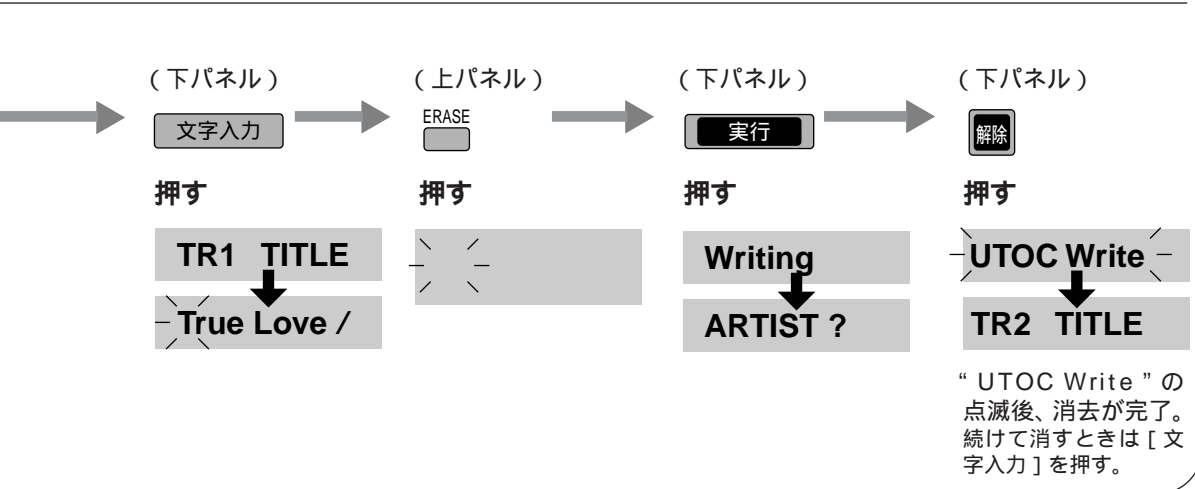 (下パネル)
文字入力
押す
TR1 TITLE
True Love /
(上パネル)
ERASE
押す
(下パネル)
実行
押す
Writing
ARTIST ?
(下パネル)
解除
押す
UTOC Write
TR2 TITLE
“UTOC Write”の
点滅後、消去が完了。
続けて消すときは[文
字入力]を押す。